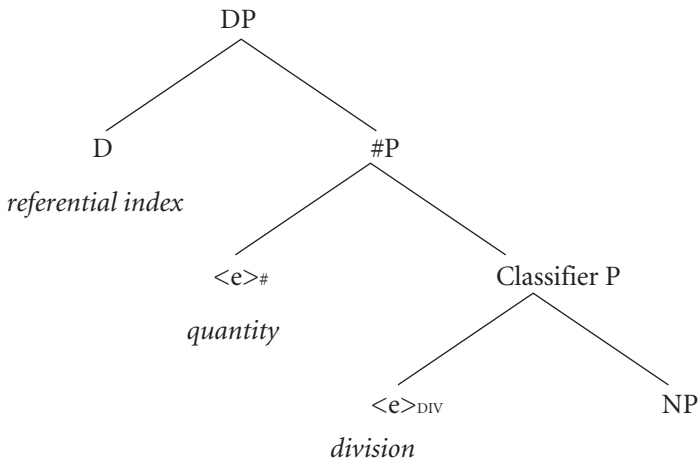 DP
D #P
referential index
<e># Classifier P
quantity
<e>DIV NP
division